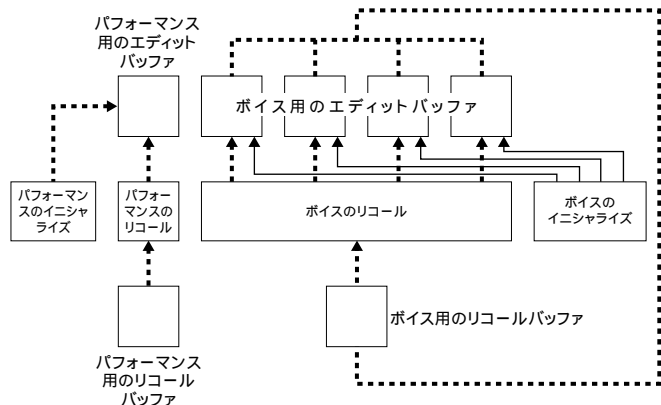 パフォーマンス
用のエディット
バッファ
ボイス用のエディットバッファ
パフォーマン
スのイニシャ
ライズ
パフォー
マンスの
リコール
ボイスのリコール
ボイスの
イニシャライズ
ボイス用のリコールバッファ
パフォーマンス
用のリコール
バッファ